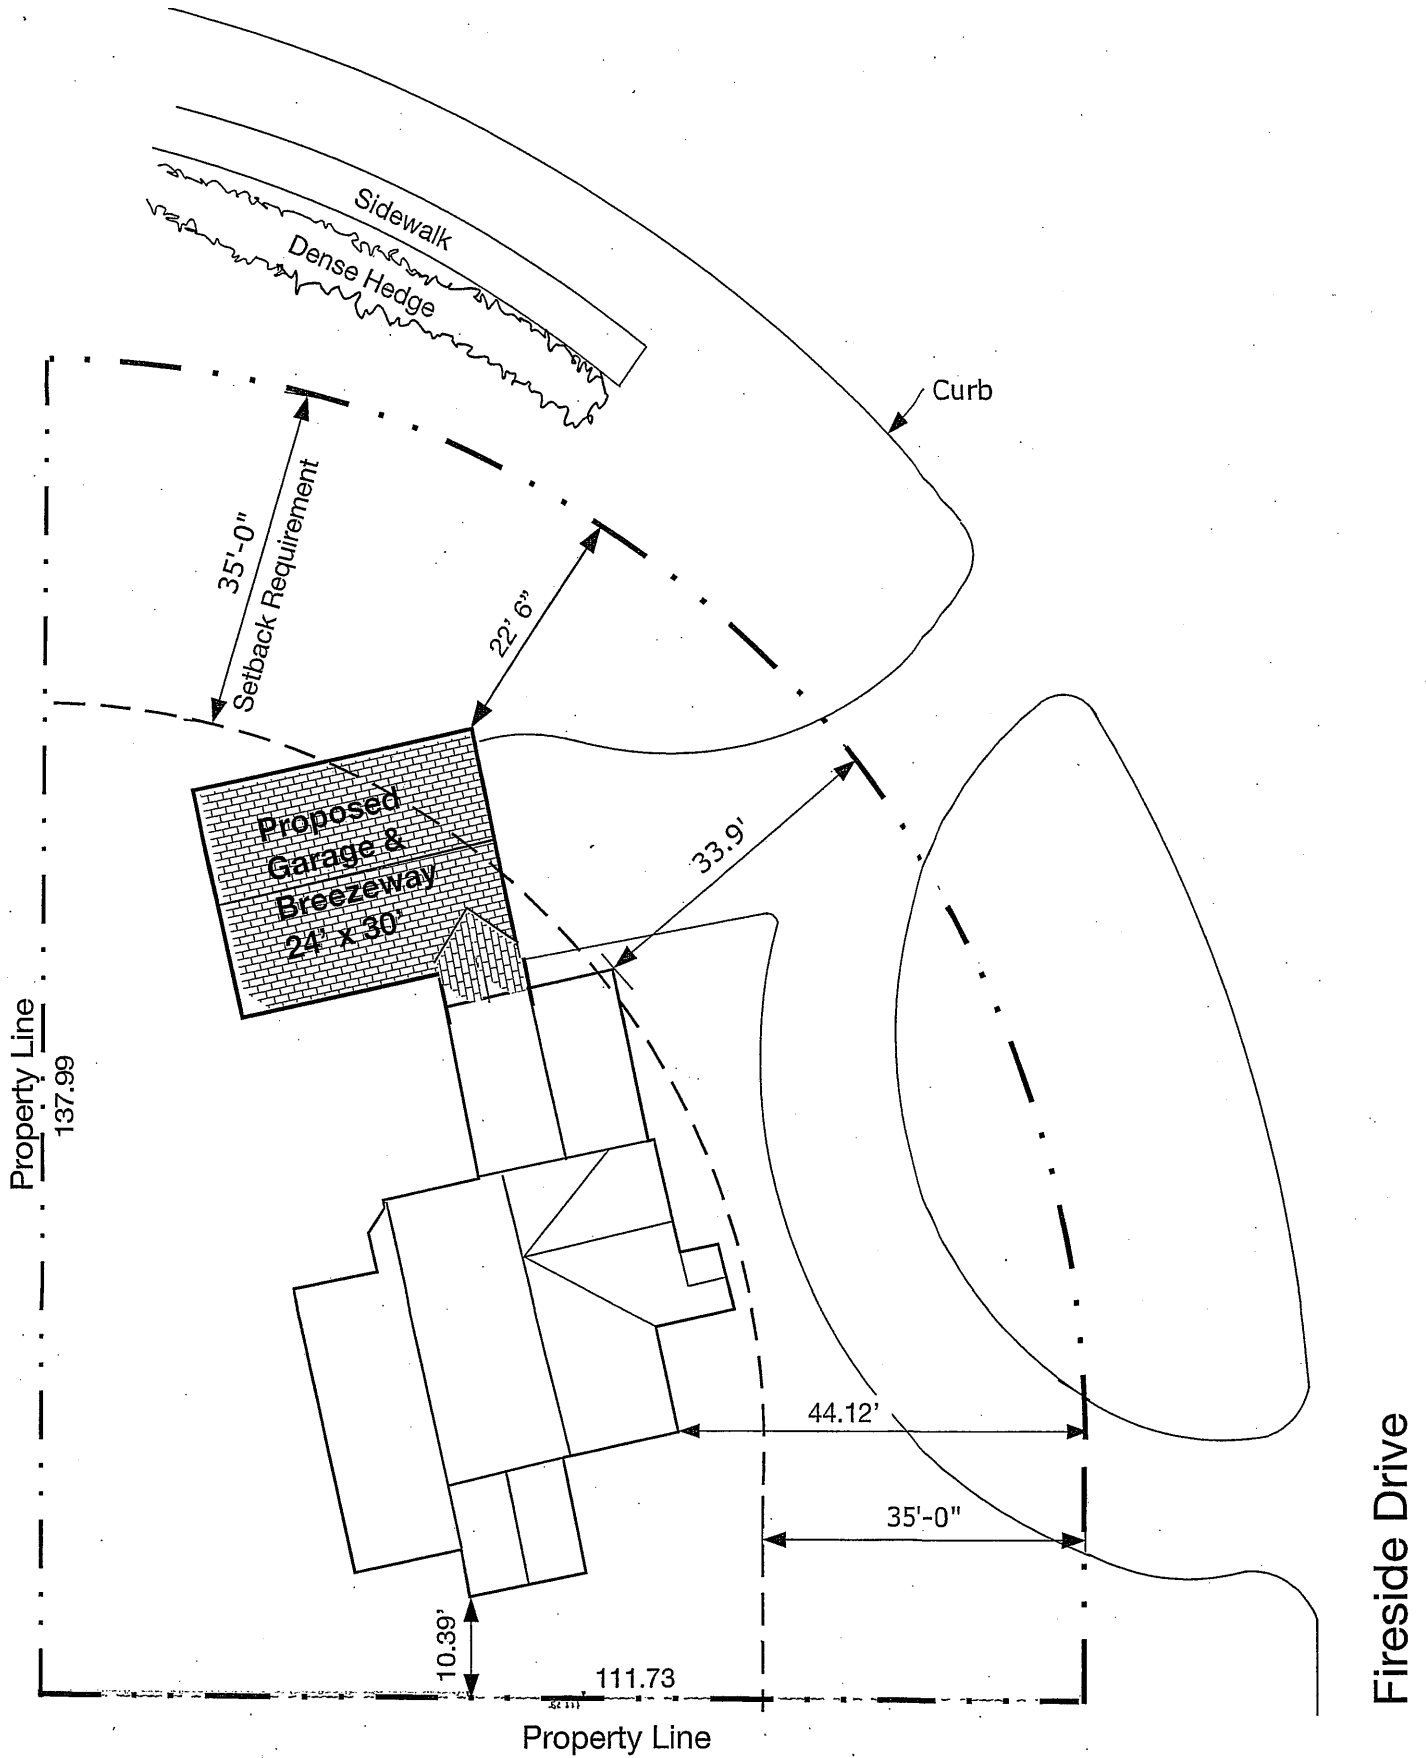 Sidewalk
Dense Hedge
Curb
35'-0"
Setback Requirement
22' 6"
33.9'
Proposed
Garage &
Breezeway
24' x 30'
Property Line
137.99
44.12'
35'-0"
10.39'
111.73
Property Line
Fireside Drive